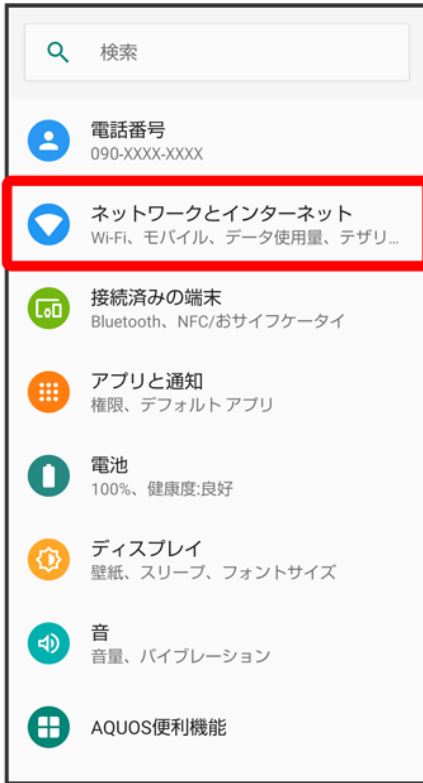 検索
電話番号
090-XXXX-XXXX
ネットワークとインターネット
Wi-Fi、モバイル、データ使用量、テザリ...
接続済みの端末
Bluetooth、NFC/おサイフケータイ
アプリと通知
権限、デフォルト アプリ
電池
100%、健康度:良好
ディスプレイ
壁紙、スリープ、フォントサイズ
音
音量、バイブレーション
AQUOS便利機能